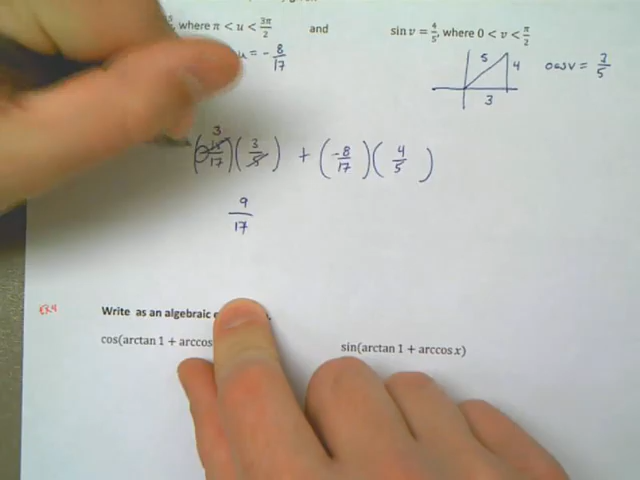 , where π < u < 3π/2 and sin v = 4/5, where 0 < v < π/2
u = - 8/17
5 4 3
cos v = 3/5
3
( 15/17 ) ( 3/5 ) + ( -8/17 ) ( 4/5 )
9/17
Ex4 Write as an algebraic
cos(arctan 1 + arccos sin(arctan 1 + arccos x)